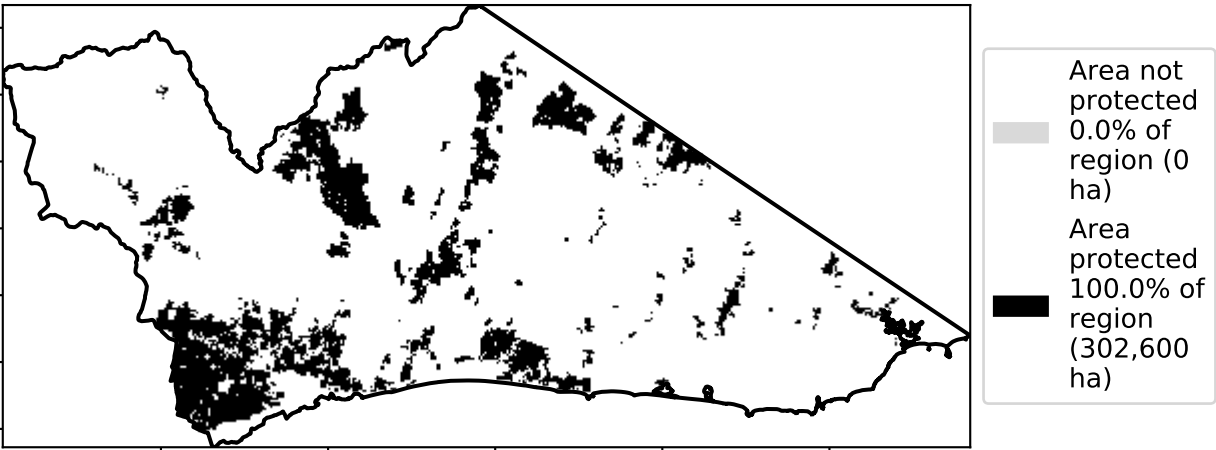 Area not
protected
0.0% of
region (0
ha)
Area
protected
100.0% of
region
(302,600
ha)